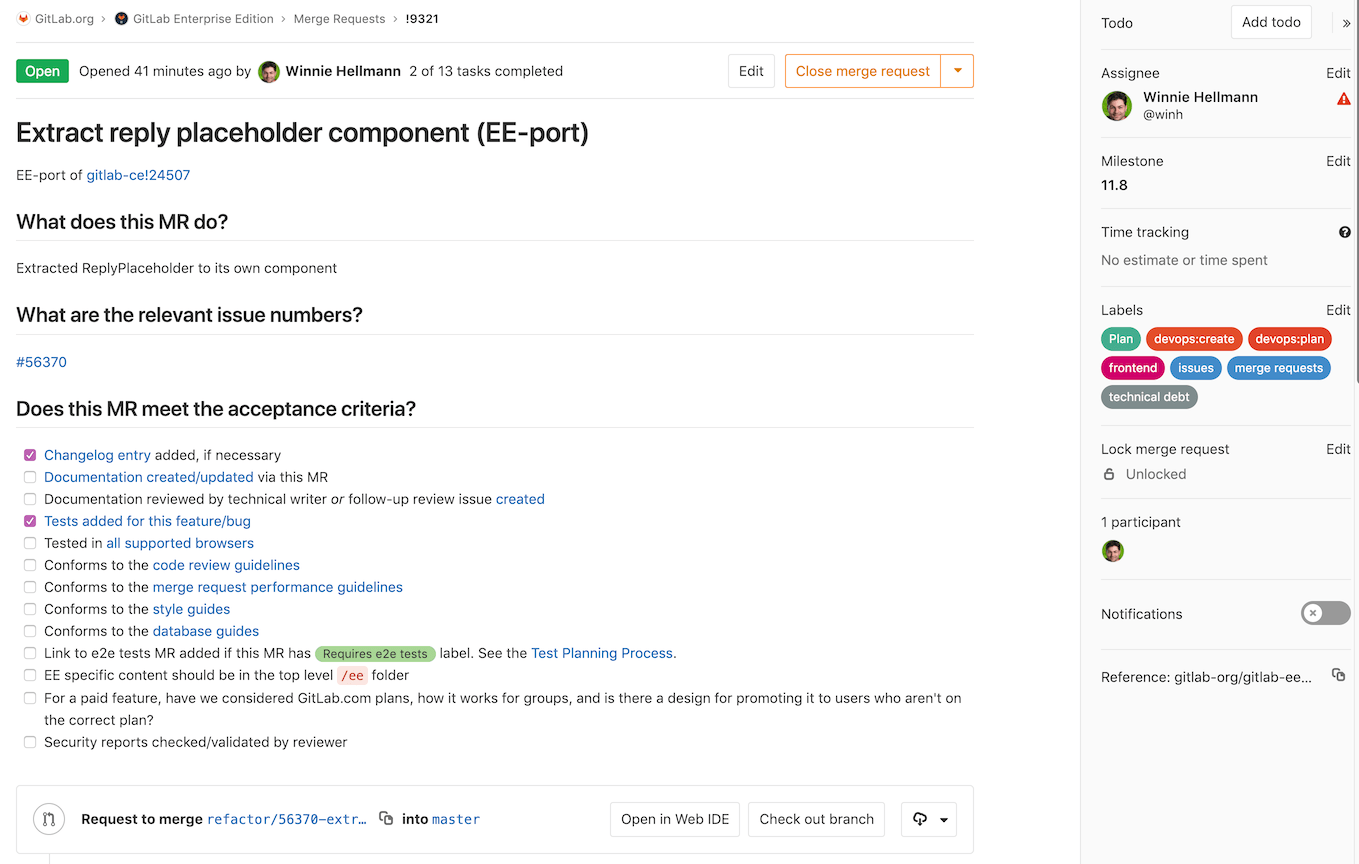 GitLab.org › GitLab Enterprise Edition › Merge Requests › !9321
Open Opened 41 minutes ago by Winnie Hellmann 2 of 13 tasks completed Edit Close merge request
Extract reply placeholder component (EE-port)
EE-port of gitlab-ce!24507
What does this MR do?
Extracted ReplyPlaceholder to its own component
What are the relevant issue numbers?
#56370
Does this MR meet the acceptance criteria?
Changelog entry added, if necessary
Documentation created/updated via this MR
Documentation reviewed by technical writer or follow-up review issue created
Tests added for this feature/bug
Tested in all supported browsers
Conforms to the code review guidelines
Conforms to the merge request performance guidelines
Conforms to the style guides
Conforms to the database guides
Link to e2e tests MR added if this MR has Requires e2e tests label. See the Test Planning Process.
EE specific content should be in the top level /ee folder
For a paid feature, have we considered GitLab.com plans, how it works for groups, and is there a design for promoting it to users who aren't on
the correct plan?
Security reports checked/validated by reviewer
Request to merge refactor/56370-extr… into master Open in Web IDE Check out branch
Todo Add todo »
Assignee Edit
Winnie Hellmann
@winh
Milestone Edit
11.8
Time tracking
No estimate or time spent
Labels Edit
Plan devops:create devops:plan
frontend issues merge requests
technical debt
Lock merge request Edit
Unlocked
1 participant
Notifications
Reference: gitlab-org/gitlab-ee...